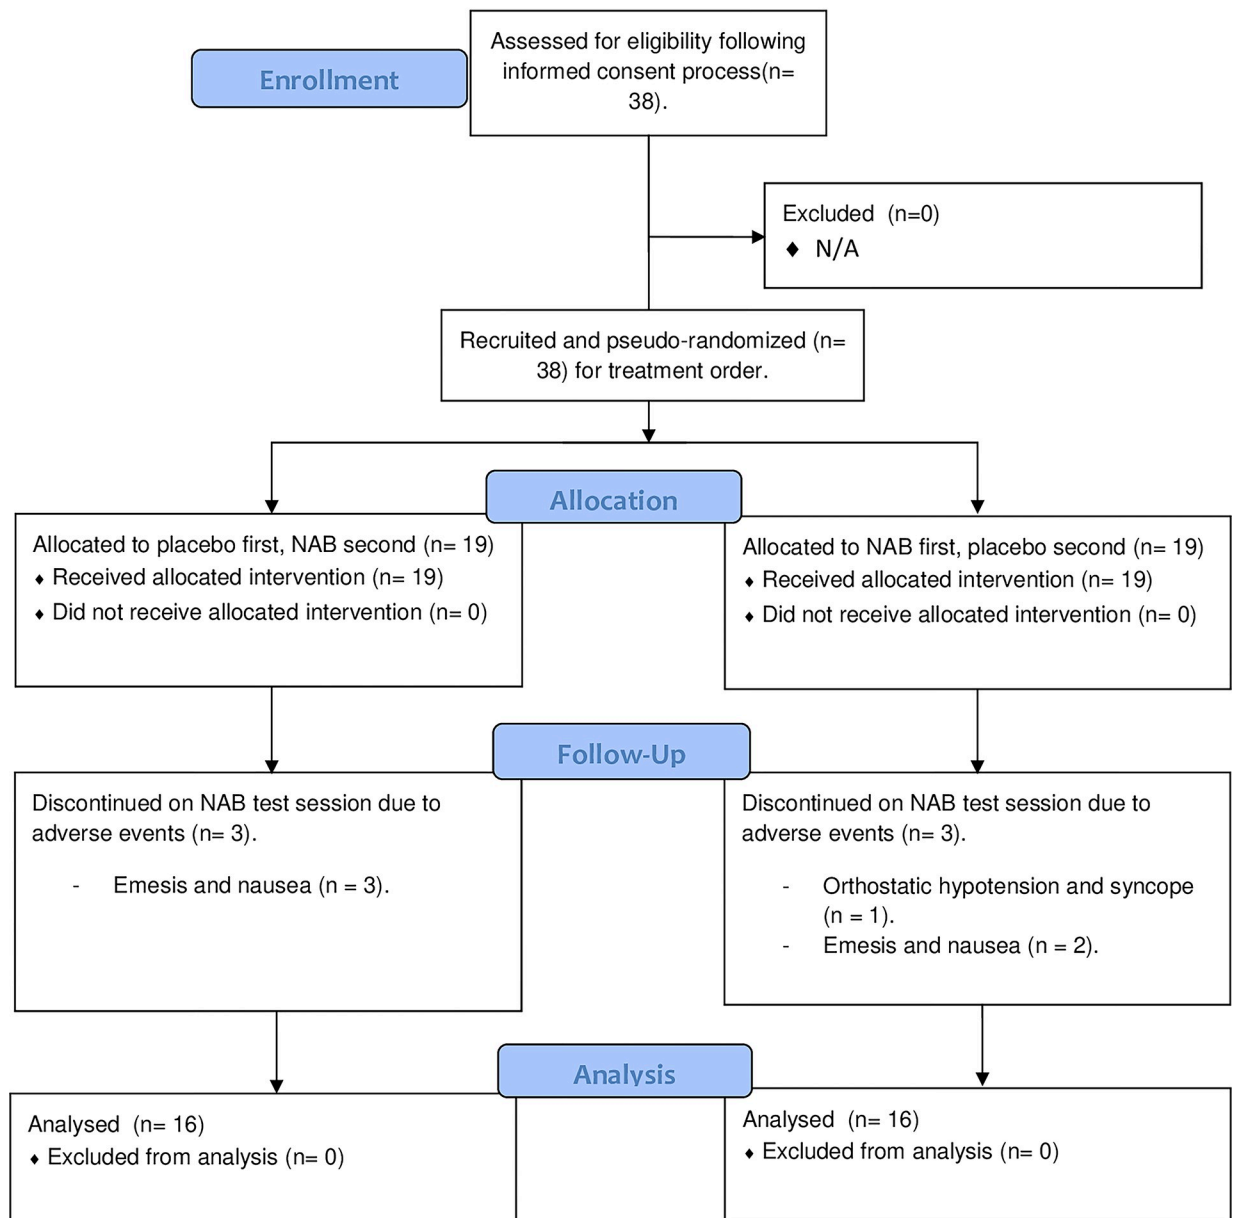 Enrollment
Assessed for eligibility following
informed consent process(n=
38).
Excluded  (n=0)
♦ N/A
Recruited and pseudo-randomized (n=
38) for treatment order.
Allocation
Allocated to placebo first, NAB second (n= 19)
♦ Received allocated intervention (n= 19)
♦ Did not receive allocated intervention (n= 0)
Allocated to NAB first, placebo second (n= 19)
♦ Received allocated intervention (n= 19)
♦ Did not receive allocated intervention (n= 0)
Follow-Up
Discontinued on NAB test session due to
adverse events (n= 3).
- Emesis and nausea (n = 3).
Discontinued on NAB test session due to
adverse events (n= 3).
- Orthostatic hypotension and syncope
(n = 1).
- Emesis and nausea (n = 2).
Analysis
Analysed  (n= 16)
♦ Excluded from analysis (n= 0)
Analysed  (n= 16)
♦ Excluded from analysis (n= 0)